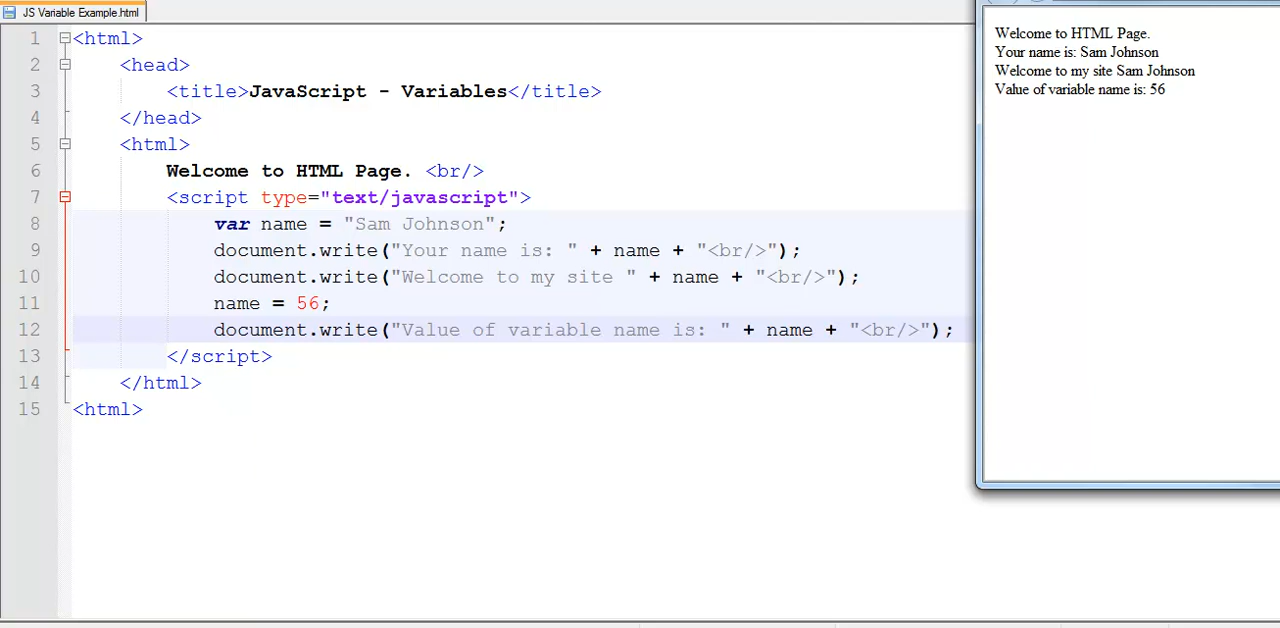 JS Variable Example.html
1 <html>
2 <head>
3 <title>JavaScript - Variables</title>
4 </head>
5 <html>
6 Welcome to HTML Page. <br/>
7 <script type="text/javascript">
8 var name = "Sam Johnson";
9 document.write("Your name is: " + name + "<br/>");
10 document.write("Welcome to my site " + name + "<br/>");
11 name = 56;
12 document.write("Value of variable name is: " + name + "<br/>");
13 </script>
14 </html>
15 <html>
Welcome to HTML Page.
Your name is: Sam Johnson
Welcome to my site Sam Johnson
Value of variable name is: 56